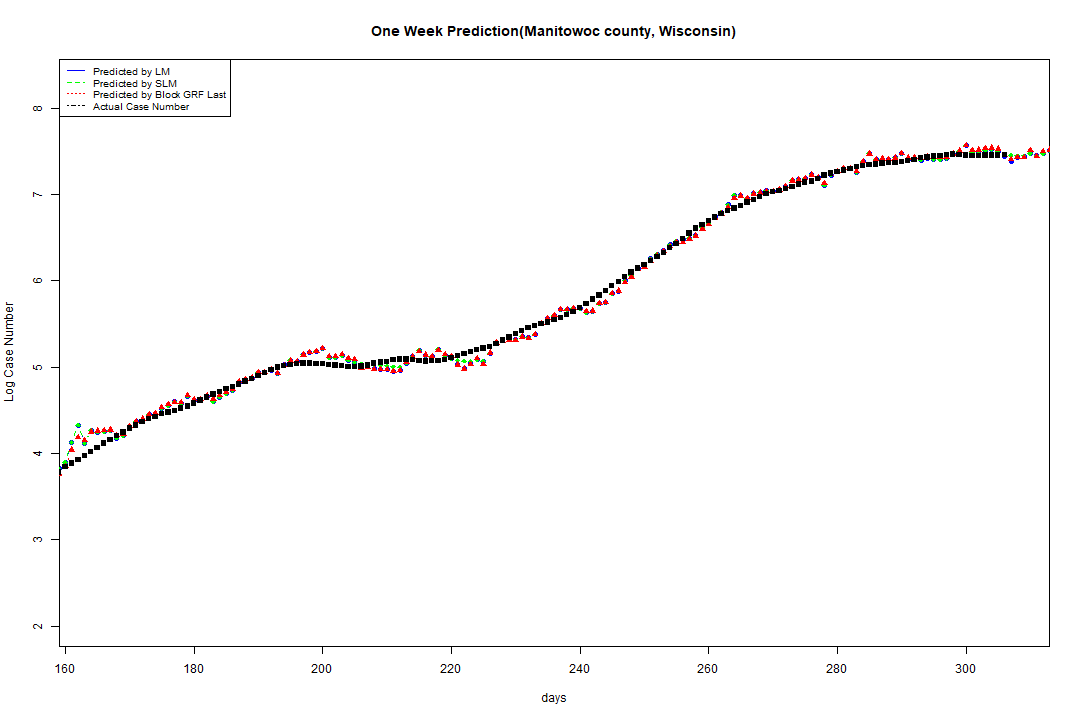 One Week Prediction(Manitowoc county, Wisconsin)
Predicted by LM
Predicted by SLM
Predicted by Block GRF Last
Actual Case Number
8
7
6
5
4
3
2
Log Case Number
160 180 200 220 240 260 280 300
days